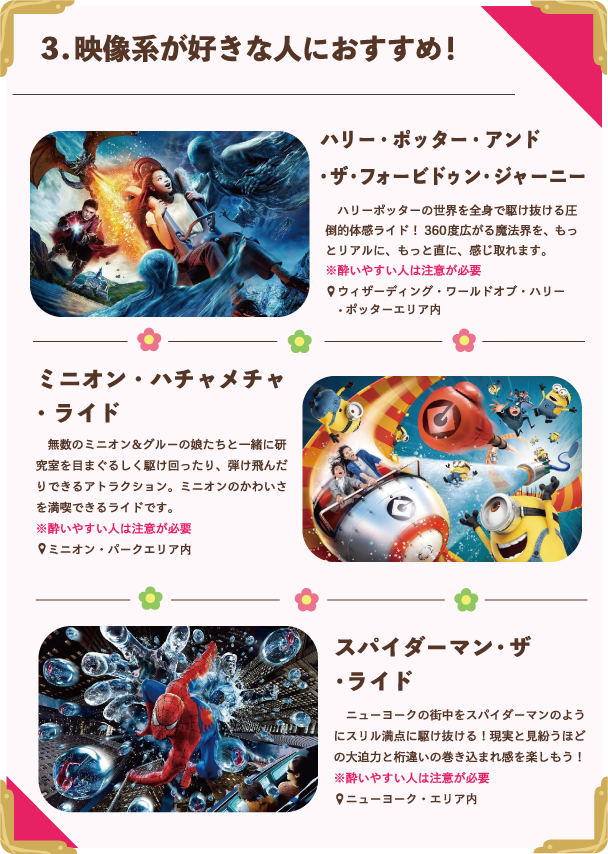 3.映像系が好きな人におすすめ!
ハリー・ポッター・アンド
・ザ・フォービドゥン・ジャーニー
ハリーポッターの世界を全身で駆け抜ける圧
倒的体感ライド！ 360度広がる魔法界を、もっ
とリアルに、もっと直に、感じ取れます。
※酔いやすい人は注意が必要
ウィザーディング・ワールドオブ・ハリー
・ポッターエリア内
ミニオン・ハチャメチャ
・ライド
無数のミニオン&グルーの娘たちと一緒に研
究室を目まぐるしく駆け回ったり、弾け飛んだ
りできるアトラクション。ミニオンのかわいさ
を満喫できるライドです。
※酔いやすい人は注意が必要
ミニオン・パークエリア内
スパイダーマン・ザ
・ライド
ニューヨークの街中をスパイダーマンのよう
にスリル満点に駆け抜ける！現実と見紛うほど
の大迫力と桁違いの巻き込まれ感を楽しもう！
※酔いやすい人は注意が必要
ニューヨーク・エリア内